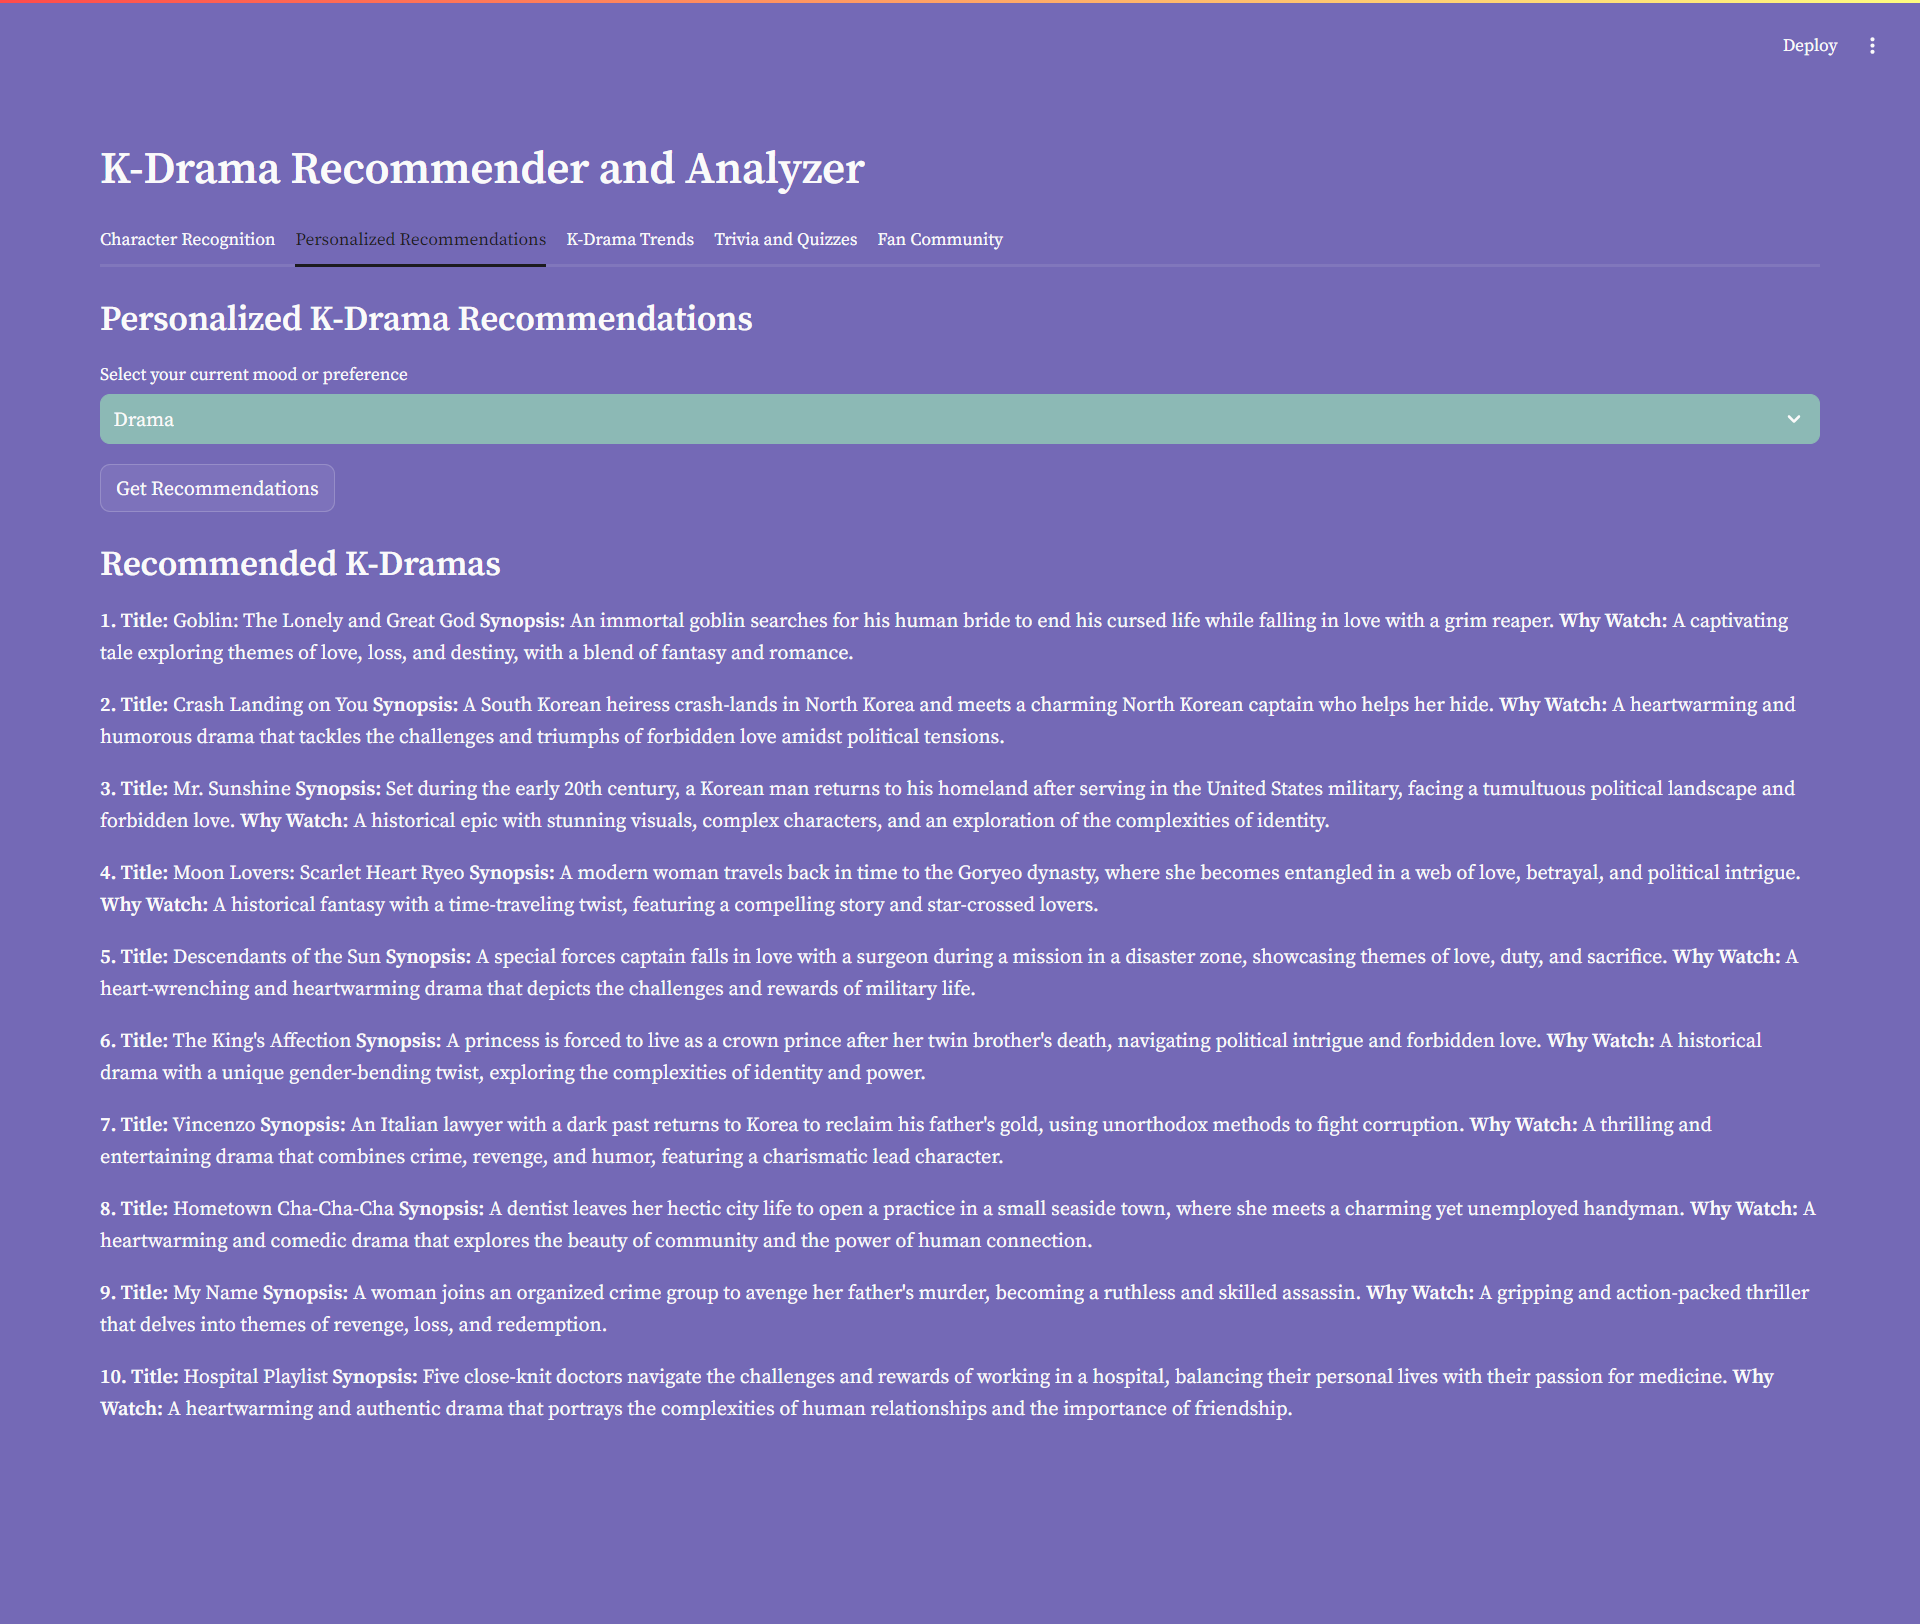 Deploy
K-Drama Recommender and Analyzer
Character Recognition Personalized Recommendations K-Drama Trends Trivia and Quizzes Fan Community
Personalized K-Drama Recommendations
Select your current mood or preference
Drama
Get Recommendations
Recommended K-Dramas
1. Title: Goblin: The Lonely and Great God Synopsis: An immortal goblin searches for his human bride to end his cursed life while falling in love with a grim reaper. Why Watch: A captivating
tale exploring themes of love, loss, and destiny, with a blend of fantasy and romance.
2. Title: Crash Landing on You Synopsis: A South Korean heiress crash-lands in North Korea and meets a charming North Korean captain who helps her hide. Why Watch: A heartwarming and
humorous drama that tackles the challenges and triumphs of forbidden love amidst political tensions.
3. Title: Mr. Sunshine Synopsis: Set during the early 20th century, a Korean man returns to his homeland after serving in the United States military, facing a tumultuous political landscape and
forbidden love. Why Watch: A historical epic with stunning visuals, complex characters, and an exploration of the complexities of identity.
4. Title: Moon Lovers: Scarlet Heart Ryeo Synopsis: A modern woman travels back in time to the Goryeo dynasty, where she becomes entangled in a web of love, betrayal, and political intrigue.
Why Watch: A historical fantasy with a time-traveling twist, featuring a compelling story and star-crossed lovers.
5. Title: Descendants of the Sun Synopsis: A special forces captain falls in love with a surgeon during a mission in a disaster zone, showcasing themes of love, duty, and sacrifice. Why Watch: A
heart-wrenching and heartwarming drama that depicts the challenges and rewards of military life.
6. Title: The King's Affection Synopsis: A princess is forced to live as a crown prince after her twin brother's death, navigating political intrigue and forbidden love. Why Watch: A historical
drama with a unique gender-bending twist, exploring the complexities of identity and power.
7. Title: Vincenzo Synopsis: An Italian lawyer with a dark past returns to Korea to reclaim his father's gold, using unorthodox methods to fight corruption. Why Watch: A thrilling and
entertaining drama that combines crime, revenge, and humor, featuring a charismatic lead character.
8. Title: Hometown Cha-Cha-Cha Synopsis: A dentist leaves her hectic city life to open a practice in a small seaside town, where she meets a charming yet unemployed handyman. Why Watch: A
heartwarming and comedic drama that explores the beauty of community and the power of human connection.
9. Title: My Name Synopsis: A woman joins an organized crime group to avenge her father's murder, becoming a ruthless and skilled assassin. Why Watch: A gripping and action-packed thriller
that delves into themes of revenge, loss, and redemption.
10. Title: Hospital Playlist Synopsis: Five close-knit doctors navigate the challenges and rewards of working in a hospital, balancing their personal lives with their passion for medicine. Why
Watch: A heartwarming and authentic drama that portrays the complexities of human relationships and the importance of friendship.